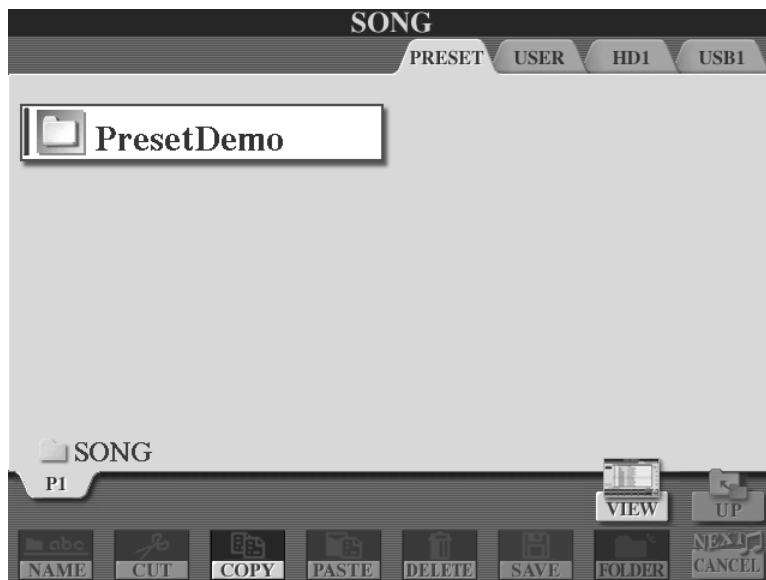 SONG
PRESET USER HD1 USB1
PresetDemo
SONG
P1
VIEW UP
abc NEXT
NAME CUT COPY PASTE DELETE SAVE FOLDER CANCEL